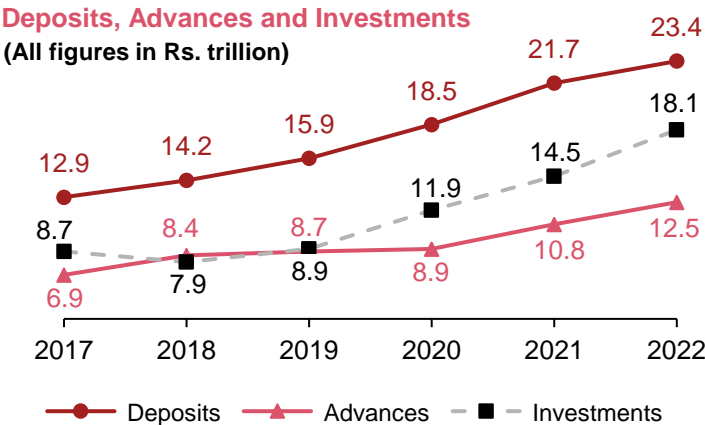 Deposits, Advances and Investments
(All figures in Rs. trillion)
12.9 14.2 15.9 18.5 21.7 23.4
8.7 7.9 8.9 11.9 14.5 18.1
6.9 8.4 8.7 8.9 10.8 12.5
2017 2018 2019 2020 2021 2022
Deposits Advances Investments